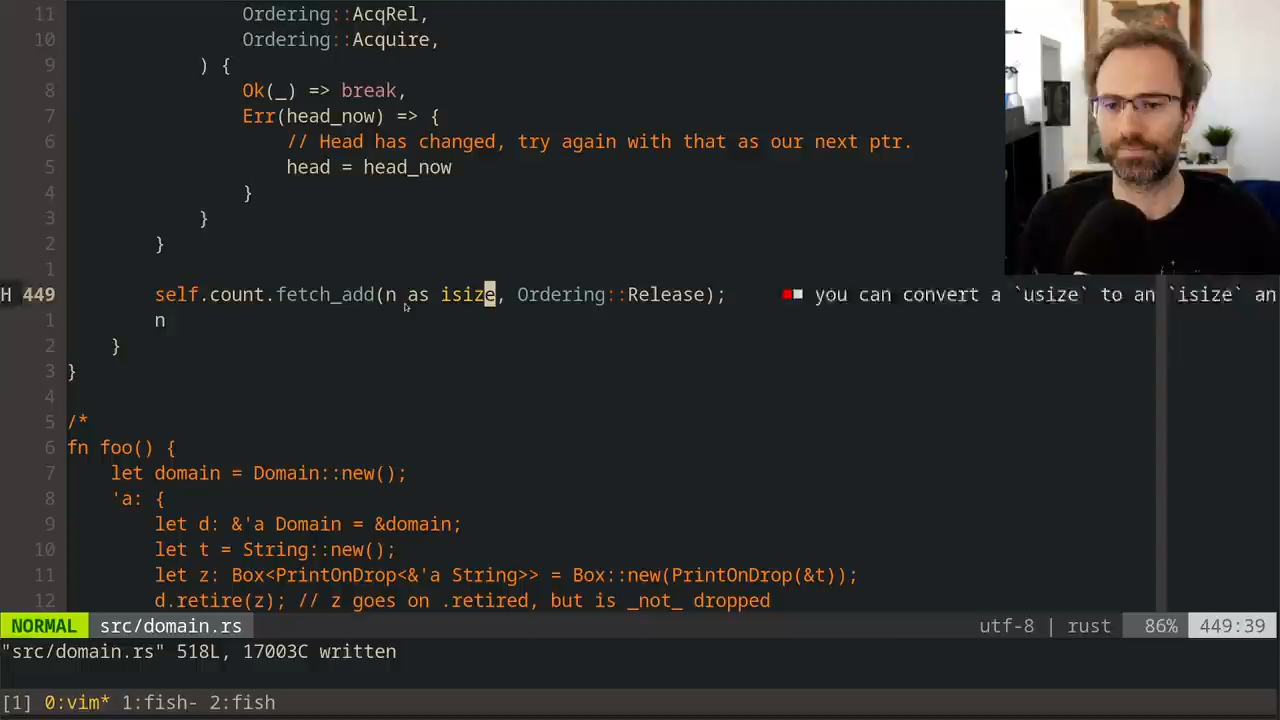 11                 Ordering::AcqRel,
10                 Ordering::Acquire,
9             ) {
8                 Ok(_) => break,
7                 Err(head_now) => {
6                     // Head has changed, try again with that as our next ptr.
5                     head = head_now
4                 }
3             }
2         }
1
H 449         self.count.fetch_add(n as isize, Ordering::Release);     you can convert a `usize` to an `isize` an
1         n
2     }
3 }
4
5 /*
6 fn foo() {
7     let domain = Domain::new();
8     'a: {
9         let d: &'a Domain = &domain;
10         let t = String::new();
11         let z: Box<PrintOnDrop<&'a String>> = Box::new(PrintOnDrop(&t));
12         d.retire(z); // z goes on .retired, but is _not_ dropped
NORMAL src/domain.rs utf-8 | rust 86% 449:39
"src/domain.rs" 518L, 17003C written
[1] 0:vim* 1:fish- 2:fish